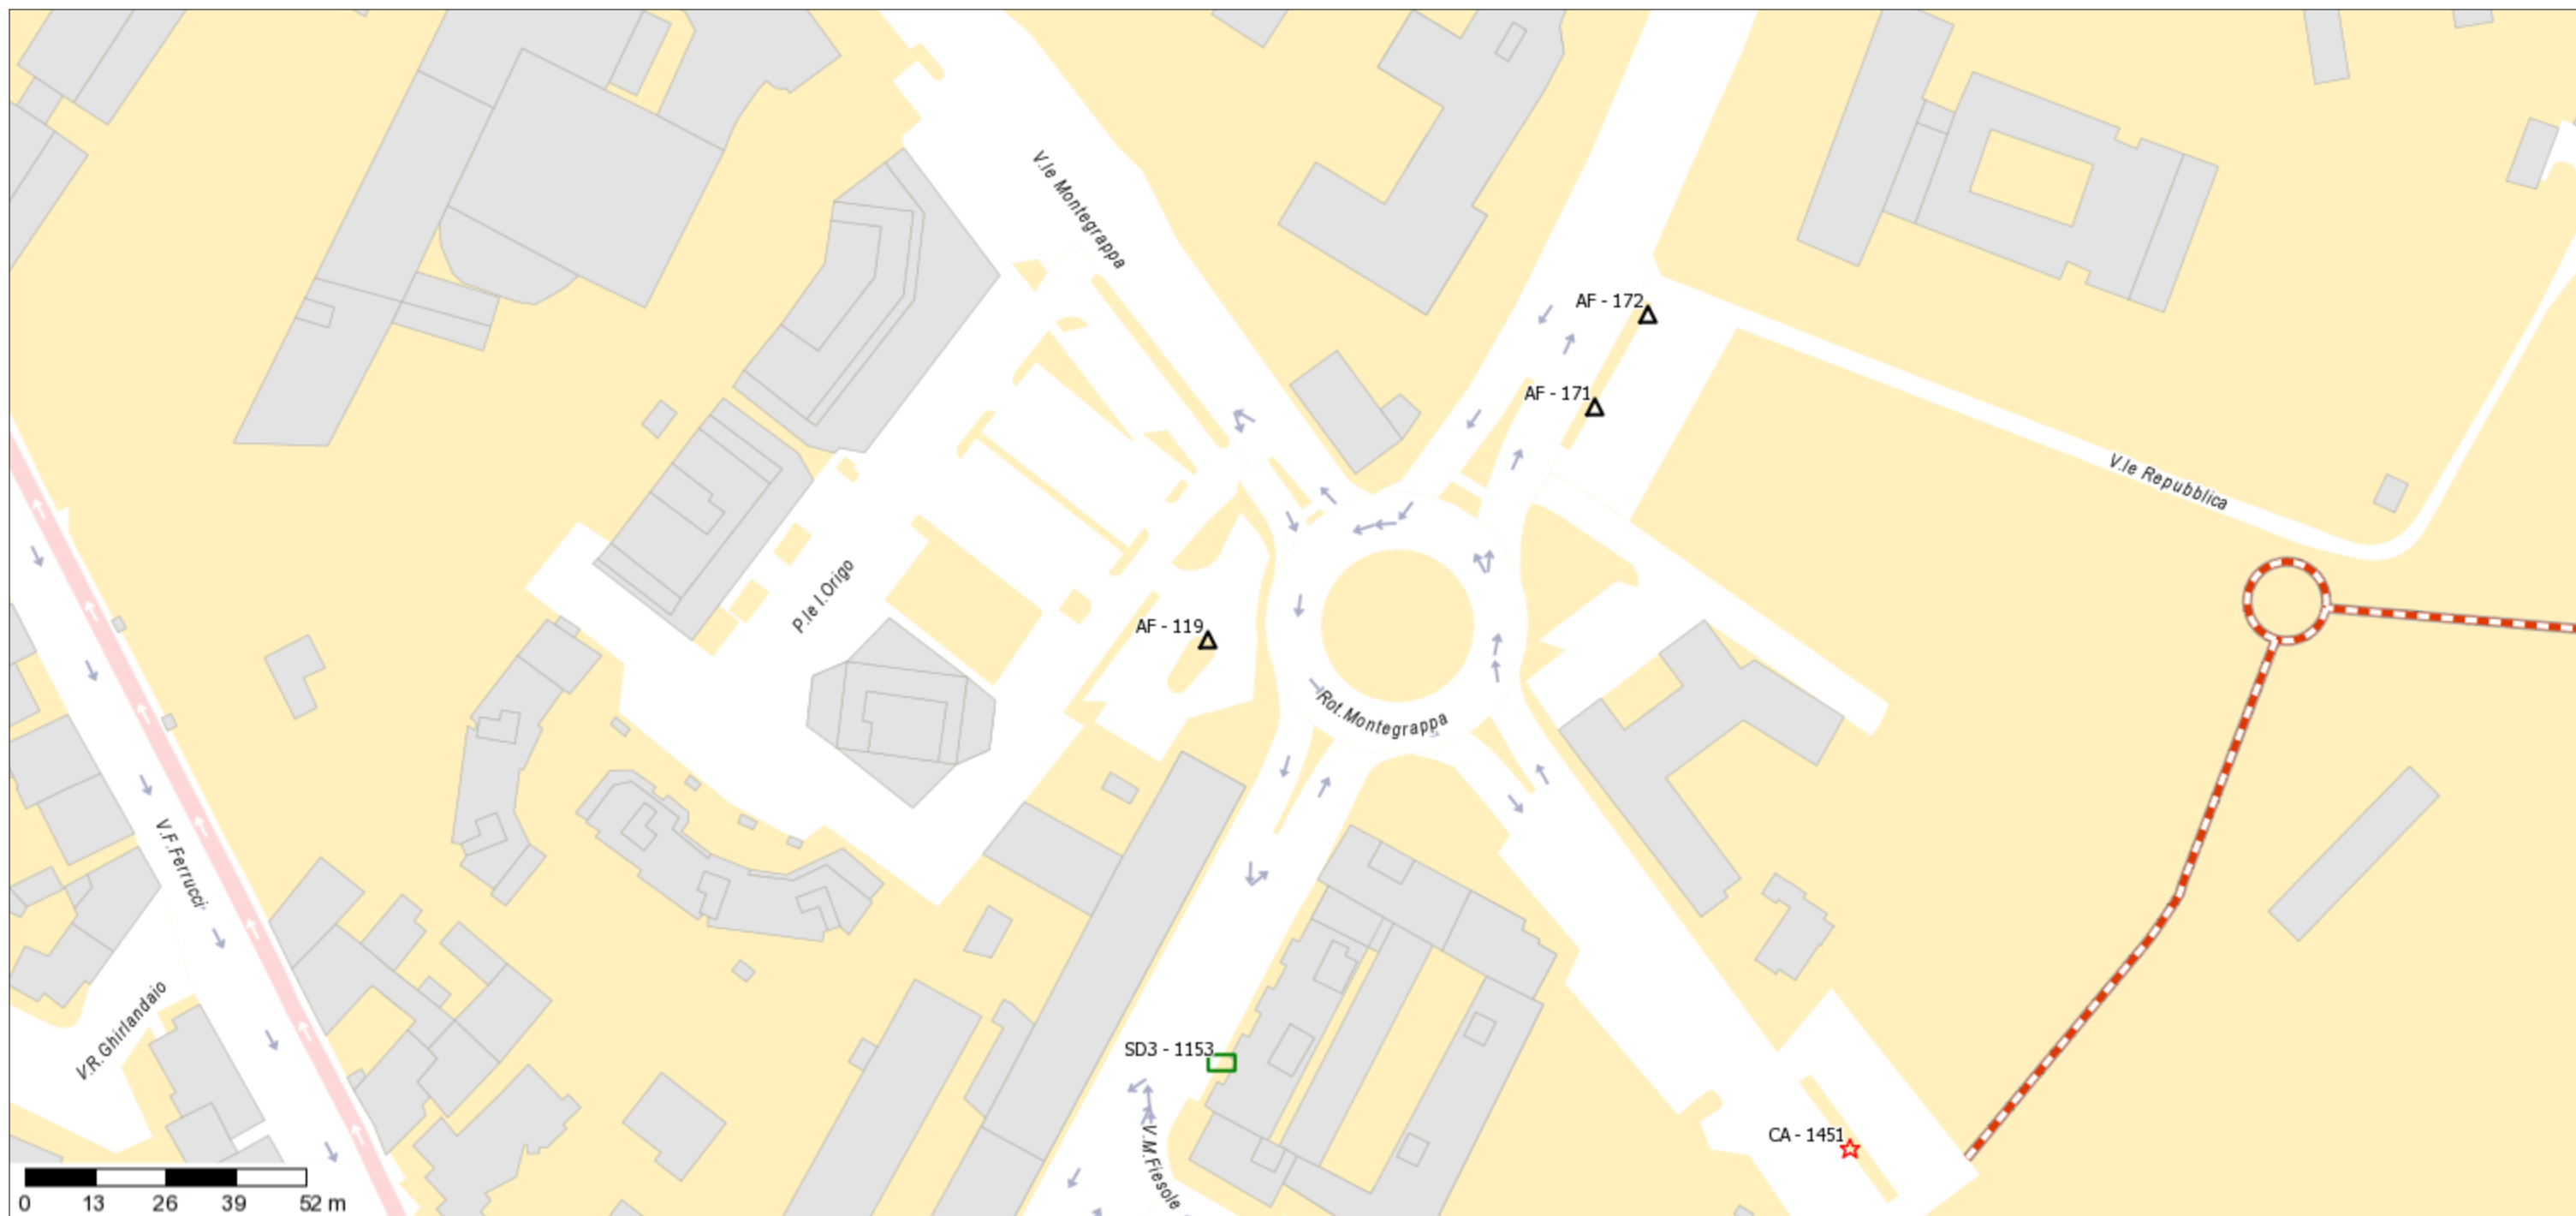 V.le Montegrappa
AF - 172
AF - 171
V.le Repubblica
P.le I.Origo
AF - 119
Rot.Montegrappa
V.F.Ferrucci
V.R.Ghirlandaio
SD3 - 1153
V.M.Fiesole
CA - 1451
0 13 26 39 52 m